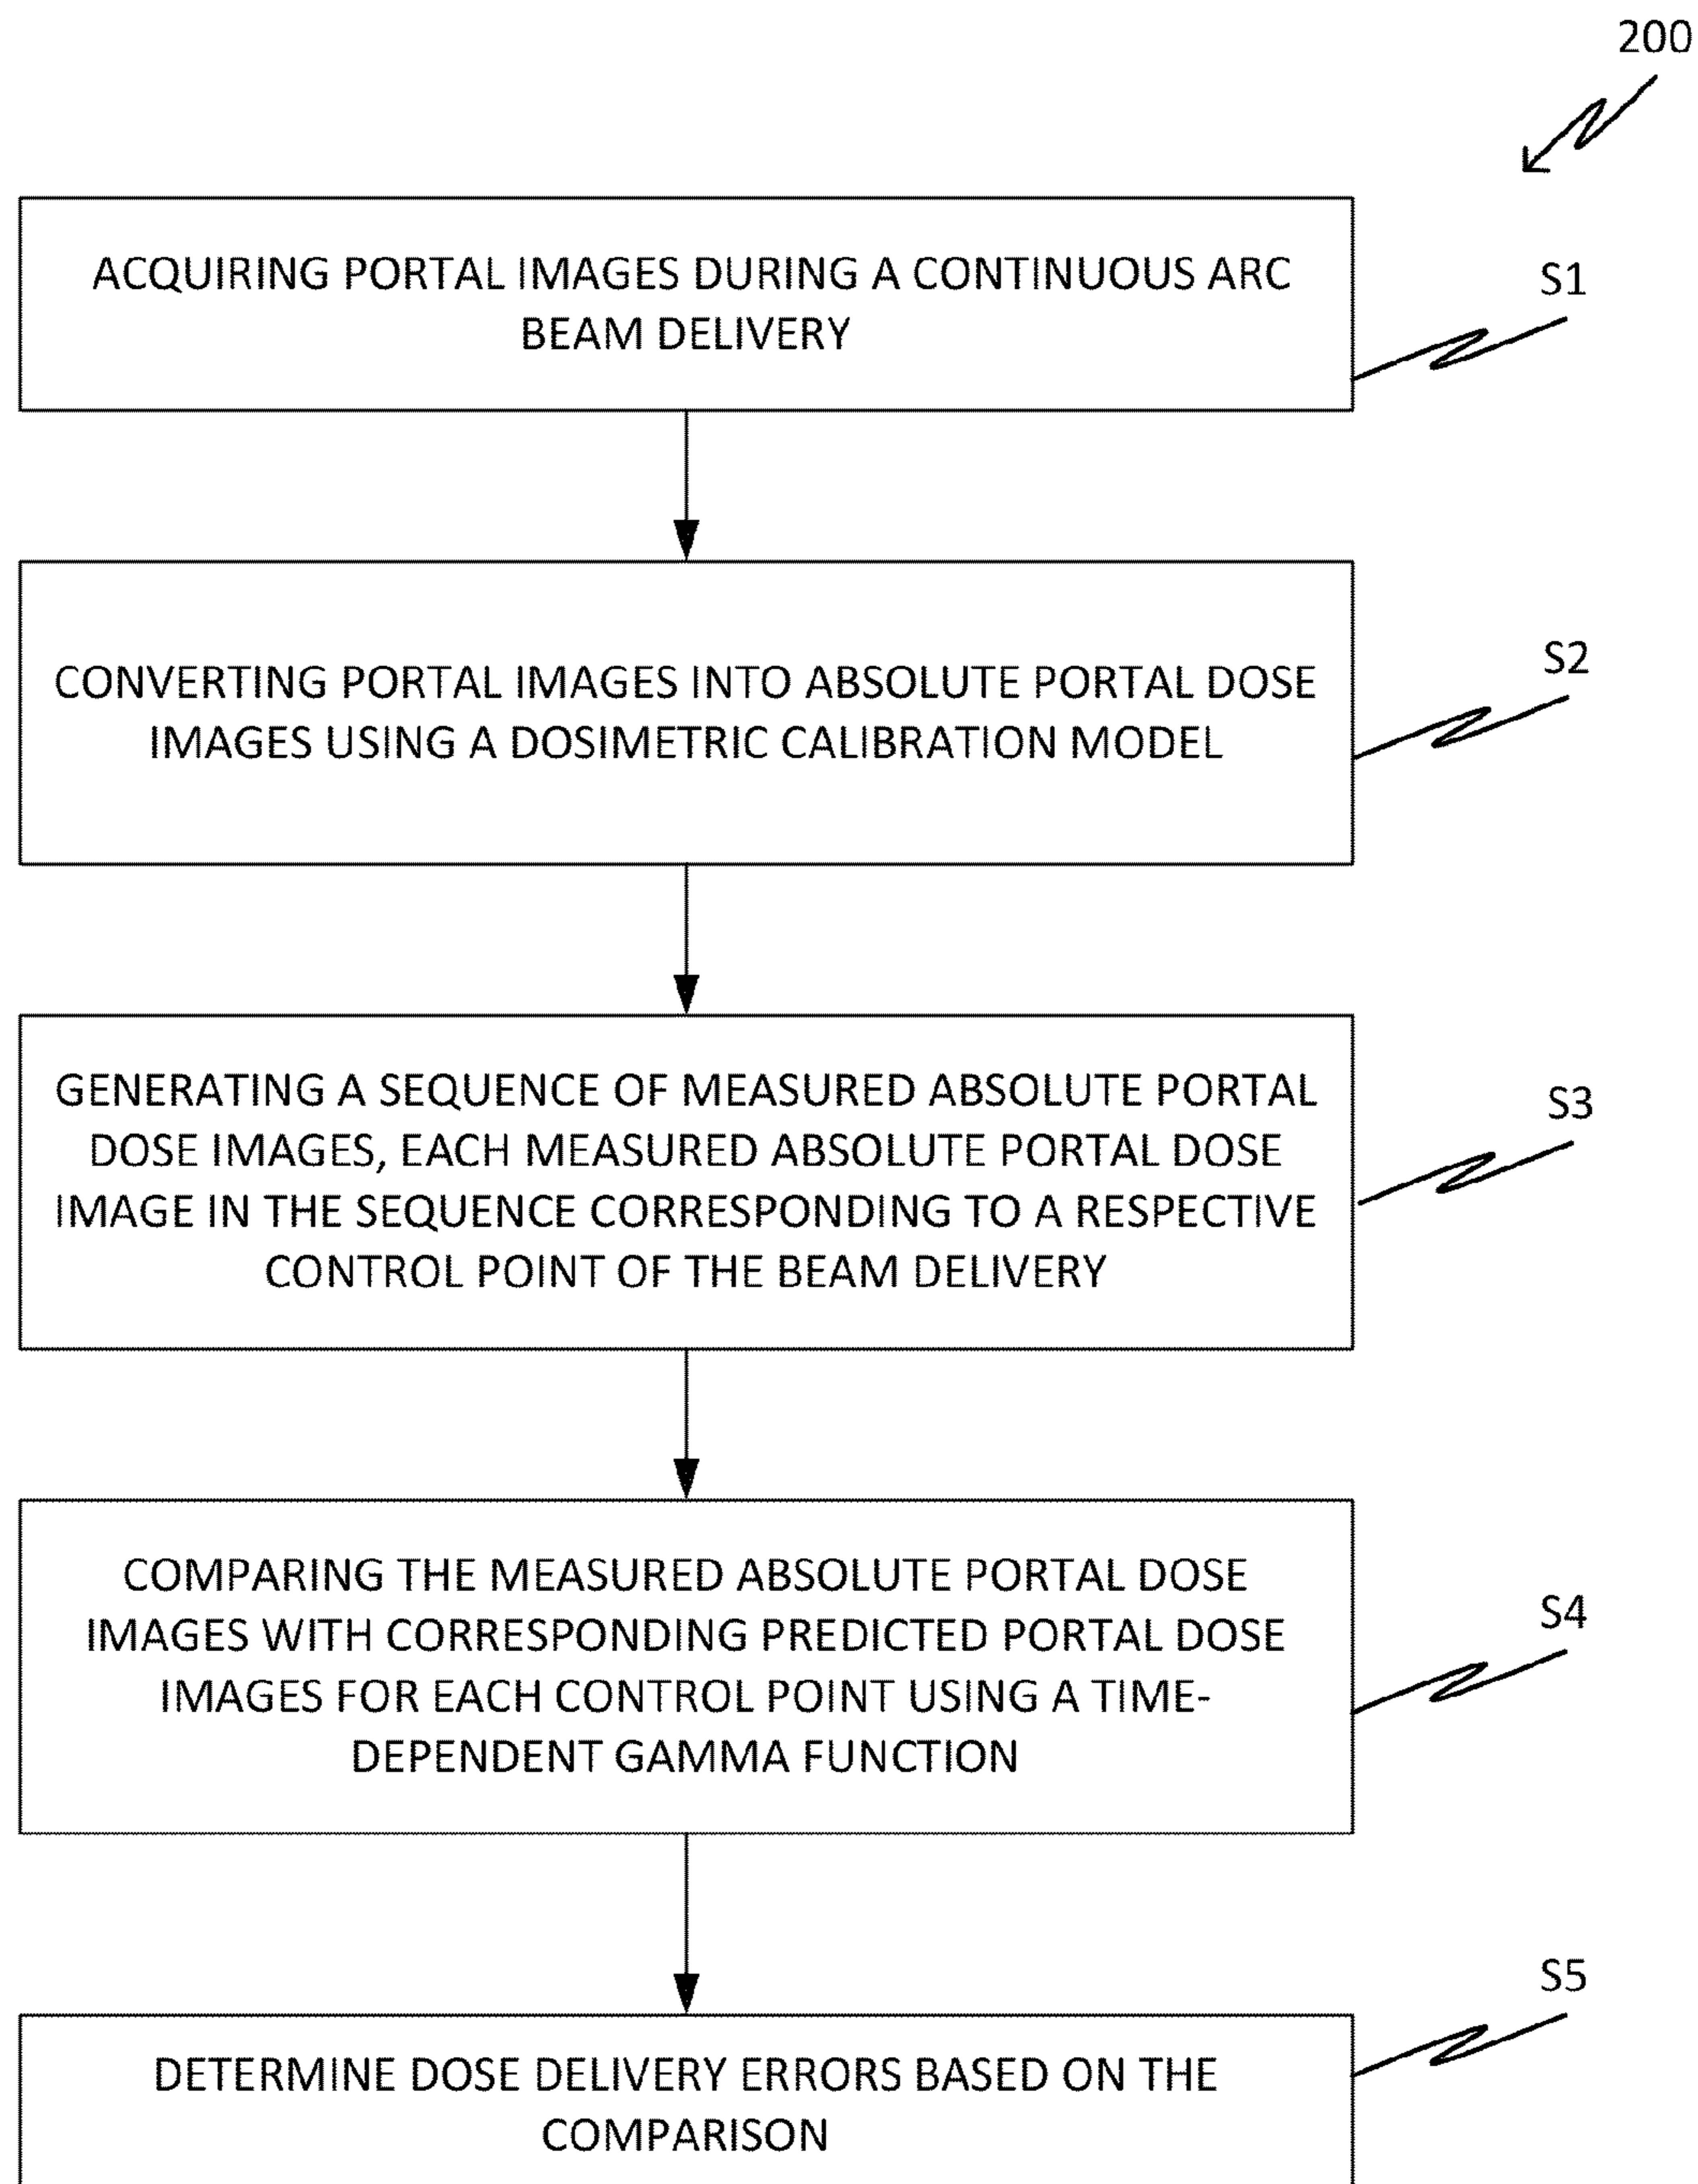 200
ACQUIRING PORTAL IMAGES DURING A CONTINUOUS ARC
BEAM DELIVERY
S1
CONVERTING PORTAL IMAGES INTO ABSOLUTE PORTAL DOSE
IMAGES USING A DOSIMETRIC CALIBRATION MODEL
S2
GENERATING A SEQUENCE OF MEASURED ABSOLUTE PORTAL
DOSE IMAGES, EACH MEASURED ABSOLUTE PORTAL DOSE
IMAGE IN THE SEQUENCE CORRESPONDING TO A RESPECTIVE
CONTROL POINT OF THE BEAM DELIVERY
S3
COMPARING THE MEASURED ABSOLUTE PORTAL DOSE
IMAGES WITH CORRESPONDING PREDICTED PORTAL DOSE
IMAGES FOR EACH CONTROL POINT USING A TIME-
DEPENDENT GAMMA FUNCTION
S4
DETERMINE DOSE DELIVERY ERRORS BASED ON THE
COMPARISON
S5